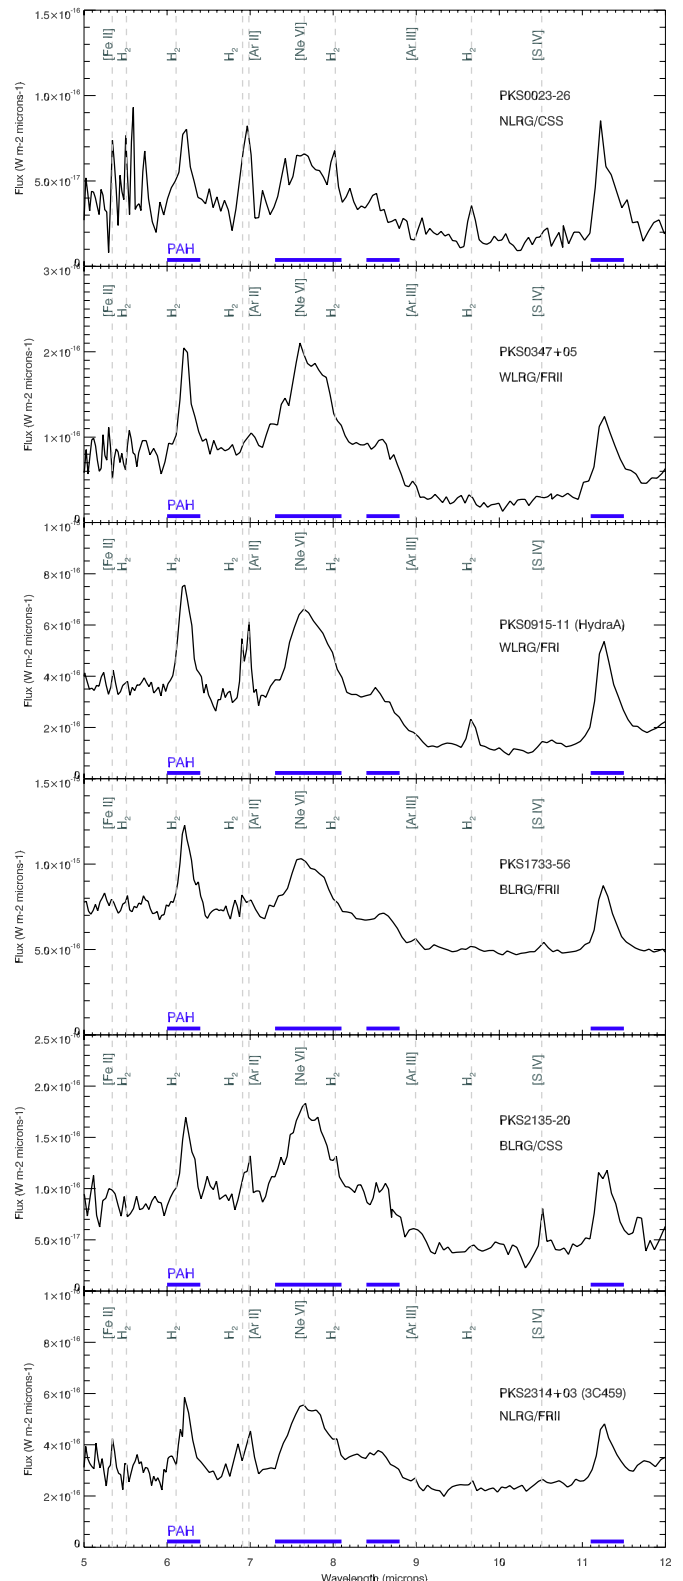 1.5×10⁻¹⁶
[Fe II] H₂ H₂ H₂ [Ar II] [Ne VI] H₂ [Ar III] H₂ [S IV]
PKS0023-26
1.0×10⁻¹⁶
NLRG/CSS
Flux (W m-2 microns-1)
5.0×10⁻¹⁷
PAH
0
3×10⁻¹⁶
[Fe II] H₂ H₂ H₂ [Ar II] [Ne VI] H₂ [Ar III] H₂ [S IV]
2×10⁻¹⁶
PKS0347+05
WLRG/FRII
Flux (W m-2 microns-1)
1×10⁻¹⁶
PAH
0
[Fe II] H₂ H₂ H₂ [Ar II] [Ne VI] H₂ [Ar III] H₂ [S IV]
8×10⁻¹⁶
6×10⁻¹⁶
PKS0915-11 (HydraA)
WLRG/FRI
Flux (W m-2 microns-1)
4×10⁻¹⁶
2×10⁻¹⁶
PAH
0
[Fe II] H₂ H₂ H₂ [Ar II] [Ne VI] H₂ [Ar III] H₂ [S IV]
1.0×10⁻¹⁵
PKS1733-56
BLRG/FRII
Flux (W m-2 microns-1)
5.0×10⁻¹⁶
PAH
0
2.5×10⁻¹⁶
[Fe II] H₂ H₂ H₂ [Ar II] [Ne VI] H₂ [Ar III] H₂ [S IV]
2.0×10⁻¹⁶
PKS2135-20
1.5×10⁻¹⁶
BLRG/CSS
Flux (W m-2 microns-1)
1.0×10⁻¹⁶
5.0×10⁻¹⁷
PAH
0
[Fe II] H₂ H₂ H₂ [Ar II] [Ne VI] H₂ [Ar III] H₂ [S IV]
8×10⁻¹⁶
6×10⁻¹⁶
PKS2314+03 (3C459)
NLRG/FRII
Flux (W m-2 microns-1)
4×10⁻¹⁶
2×10⁻¹⁶
PAH
0
5 6 7 8 9 10 11 12
Wavelength (microns)